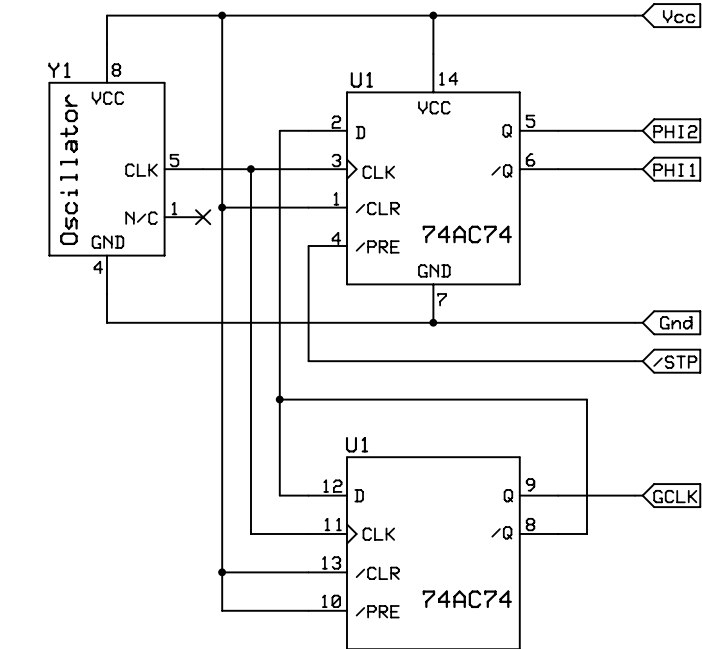 Vcc
Y1
8
VCC
Oscillator
CLK
5
N/C
1
GND
4
U1
14
VCC
2
D
Q
5
PHI2
3
CLK
/Q
6
PHI1
1
/CLR
74AC74
4
/PRE
GND
7
Gnd
/STP
U1
12
D
Q
9
GCLK
11
CLK
/Q
8
13
/CLR
74AC74
10
/PRE